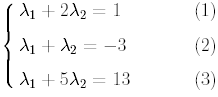 λ₁ + 2λ₂ = 1 (1)
λ₁ + λ₂ = −3 (2)
λ₁ + 5λ₂ = 13 (3)